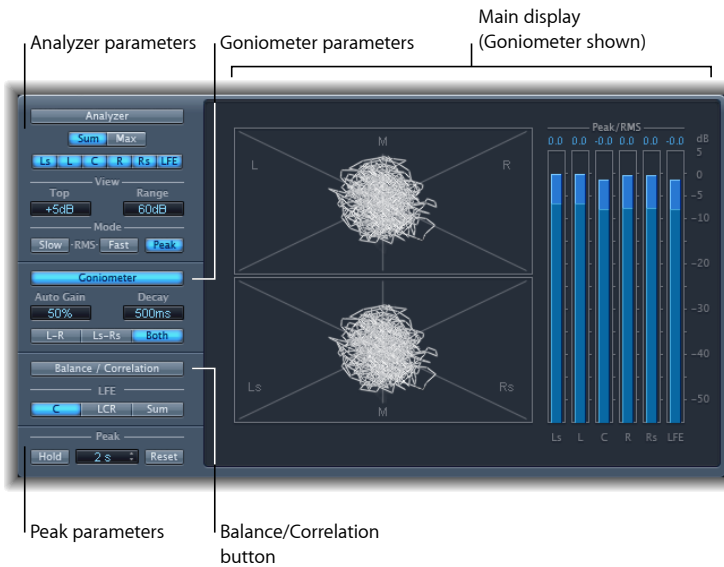 Main display
(Goniometer shown)
Analyzer parameters
Goniometer parameters
Analyzer
Sum Max
Ls L C R Rs LFE
View
Top Range
+5dB 60dB
Mode
Slow -RMS- Fast Peak
Goniometer
Auto Gain Decay
50% 500ms
L-R Ls-Rs Both
Balance / Correlation
LFE
C LCR Sum
Peak
Hold 2 s Reset
M
L R
Ls Rs
M
Peak/RMS
0.0 0.0 -0.0 0.0 0.0 -0.0 dB
5
0
-5
-10
-20
-30
-40
-50
Ls L C R Rs LFE
Peak parameters
Balance/Correlation
button